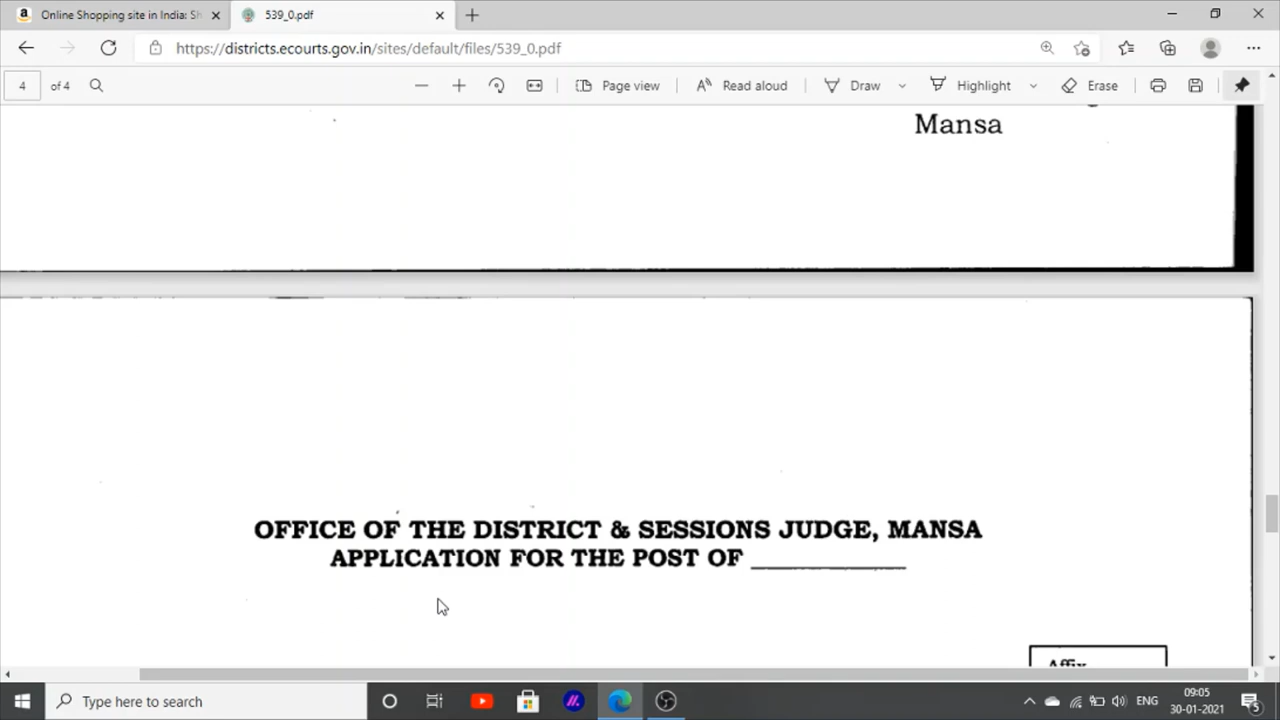 Online Shopping site in India: Sh
539_0.pdf
https://districts.ecourts.gov.in/sites/default/files/539_0.pdf
4 of 4
Page view
Read aloud
Draw
Highlight
Erase
Mansa
OFFICE OF THE DISTRICT & SESSIONS JUDGE, MANSA
APPLICATION FOR THE POST OF ___________
Affix
Type here to search
ENG
09:05
30-01-2021
5